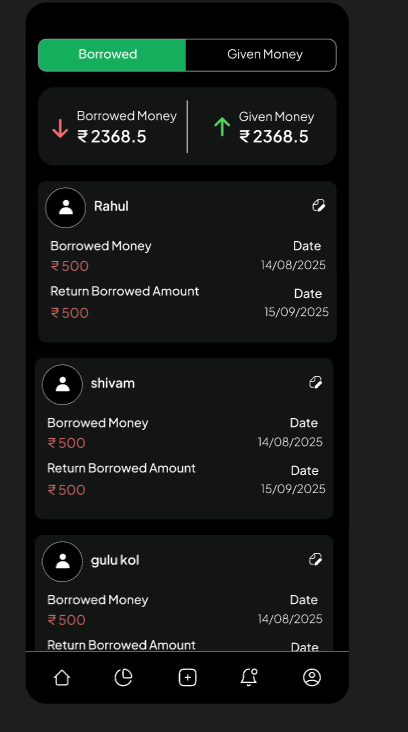 Borrowed Given Money
Borrowed Money Given Money
₹2368.5 ₹2368.5
Rahul
Borrowed Money Date
₹500 14/08/2025
Return Borrowed Amount Date
₹500 15/09/2025
shivam
Borrowed Money Date
₹500 14/08/2025
Return Borrowed Amount Date
₹500 15/09/2025
gulu kol
Borrowed Money Date
₹500 14/08/2025
Return Borrowed Amount Date